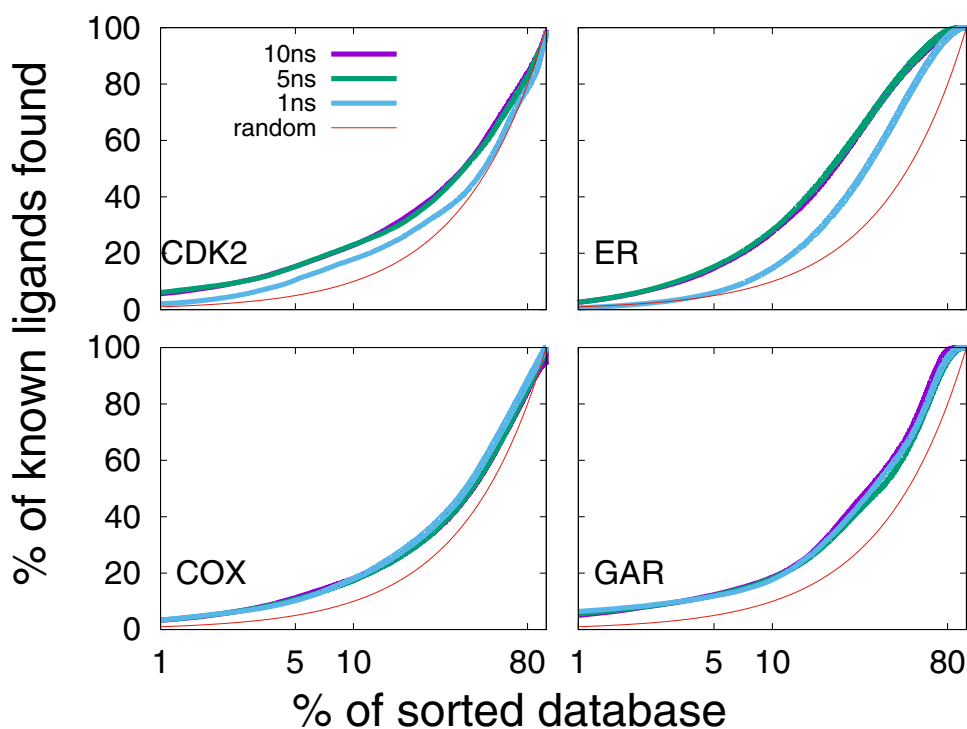 % of known ligands found
100
80
60
40
20
0
10ns
5ns
1ns
random
CDK2
ER
100
80
60
40
20
0
COX
GAR
1 5 10 80
1 5 10 80
% of sorted database